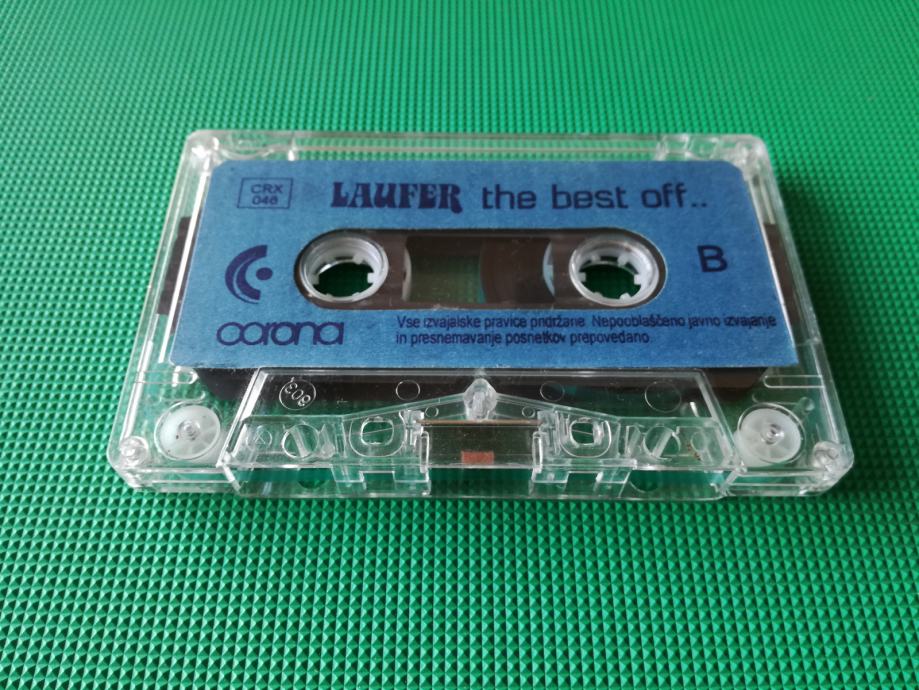 CRX
046
LAUFER the best off..
B
corona
Vse izvajalske pravice pridržane. Nepooblaščeno javno izvajanje
in presnemavanje posnetkov prepovedano.